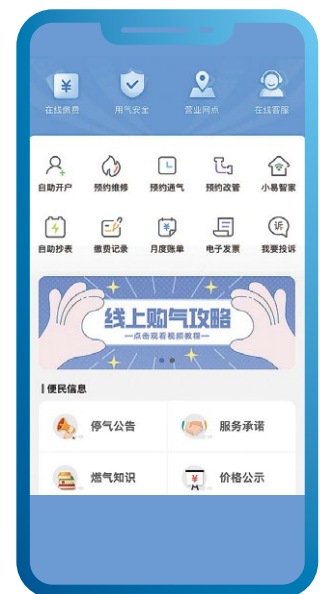 在线缴费 用气安全 营业网点 在线客服
自助开户 预约维修 预约通气 预约改管 小易智家
自助抄表 缴费记录 月度账单 电子发票 我要投诉
诉
线上购气攻略
—点击观看视频教程—
便民信息
停气公告 服务承诺
燃气知识 价格公示